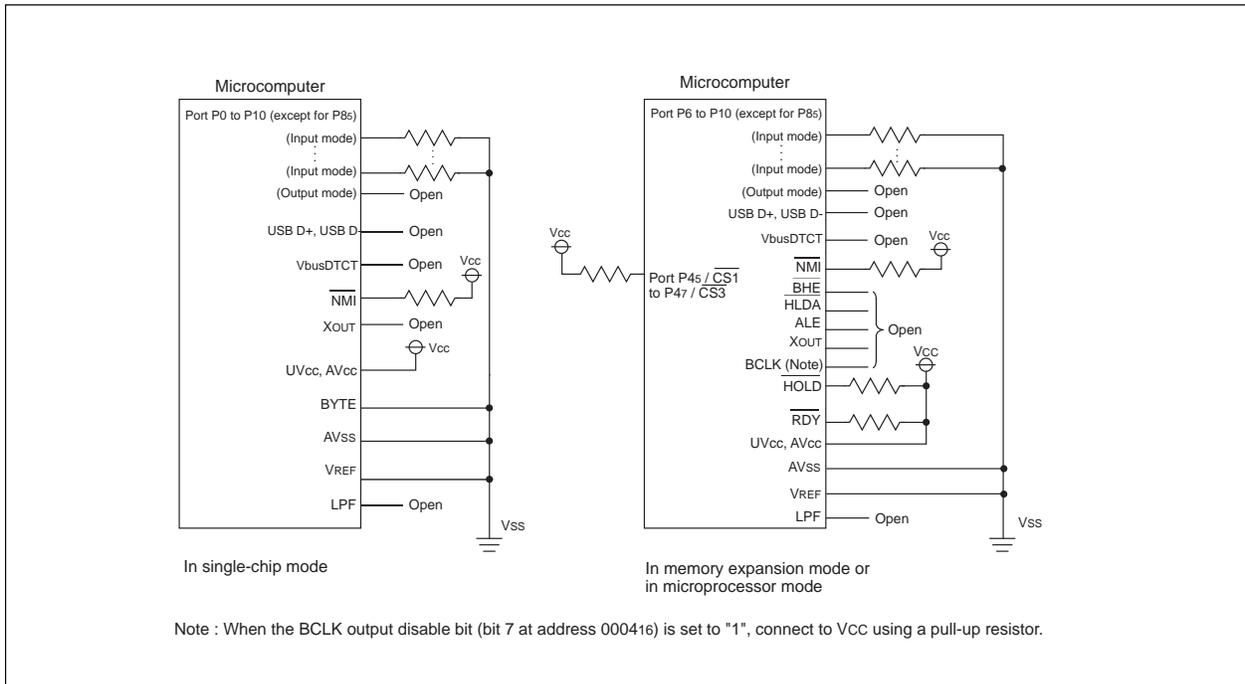 Microcomputer
Port P0 to P10 (except for P85)
(Input mode)
(Input mode)
(Output mode)
Open
USB D+, USB D-
Open
VbusDTCT
Open
Vcc
NMI
XOUT
Open
Vcc
UVcc, AVcc
BYTE
AVSS
VREF
LPF
Open
VSS
In single-chip mode
Microcomputer
Port P6 to P10 (except for P85)
(Input mode)
(Input mode)
(Output mode)
Open
USB D+, USB D-
Open
VbusDTCT
Open
Vcc
Vcc
Port P45 / CS1
to P47 / CS3
NMI
BHE
HLDA
ALE
Open
XOUT
BCLK (Note)
VCC
HOLD
RDY
UVcc, AVcc
AVSS
VREF
LPF
Open
VSS
In memory expansion mode or
in microprocessor mode
Note : When the BCLK output disable bit (bit 7 at address 000416) is set to "1", connect to VCC using a pull-up resistor.